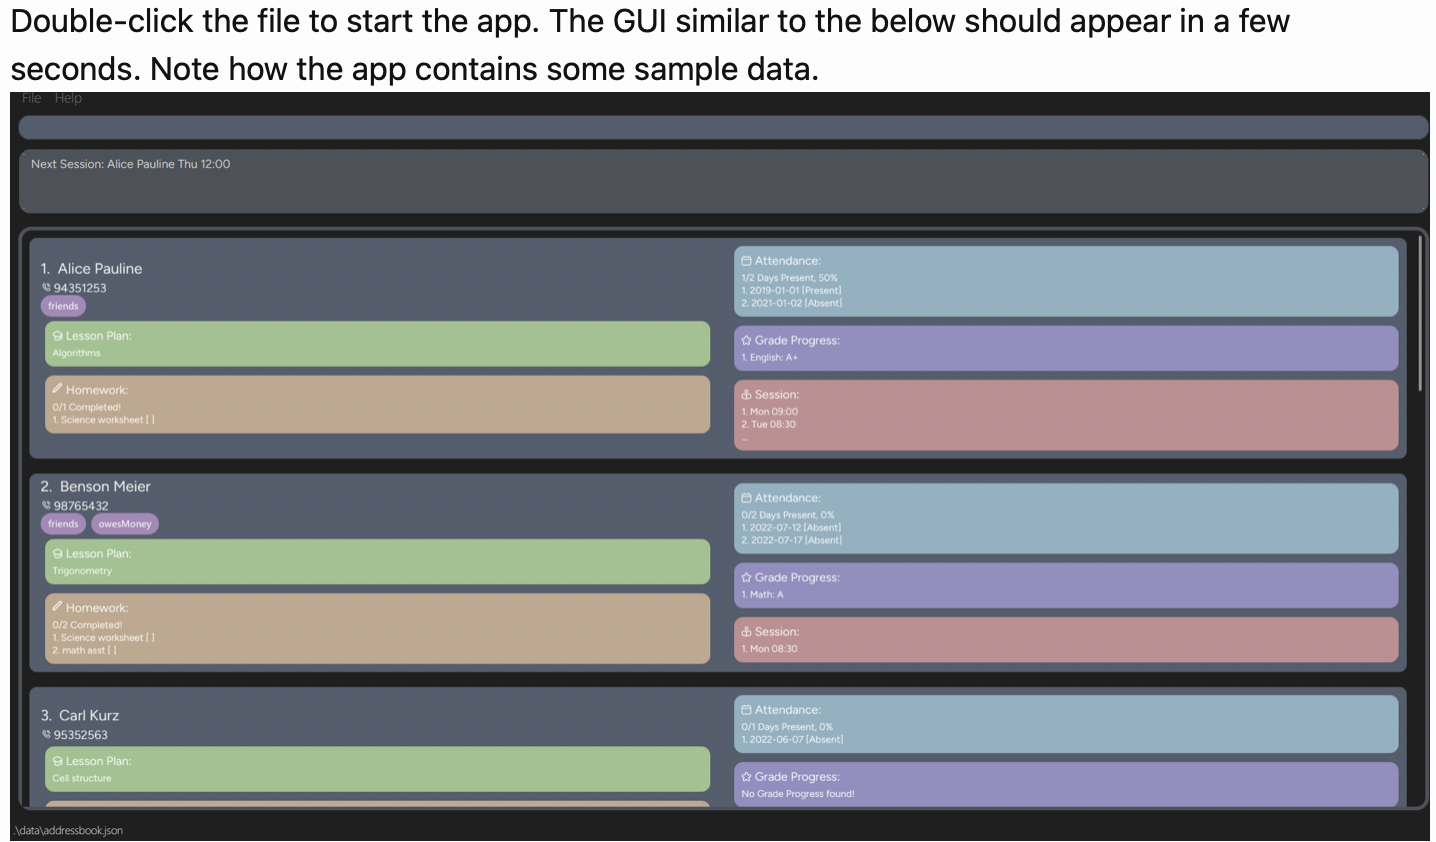 Double-click the file to start the app. The GUI similar to the below should appear in a few
seconds. Note how the app contains some sample data.
File Help
Next Session: Alice Pauline Thu 12:00
1. Alice Pauline
94351253
friends
Lesson Plan:
Algorithms
Homework:
0/1 Completed!
1. Science worksheet [ ]
Attendance:
1/2 Days Present, 50%
1. 2019-01-01 [Present]
2. 2021-01-02 [Absent]
Grade Progress:
1. English: A+
Session:
1. Mon 09:00
2. Tue 08:30
...
2. Benson Meier
98765432
friends owesMoney
Lesson Plan:
Trigonometry
Homework:
0/2 Completed!
1. Science worksheet [ ]
2. math asst [ ]
Attendance:
0/2 Days Present, 0%
1. 2022-07-12 [Absent]
2. 2022-07-17 [Absent]
Grade Progress:
1. Math: A
Session:
1. Mon 08:30
3. Carl Kurz
95352563
Lesson Plan:
Cell structure
Attendance:
0/1 Days Present, 0%
1. 2022-06-07 [Absent]
Grade Progress:
No Grade Progress found!
.\data\addressbook.json